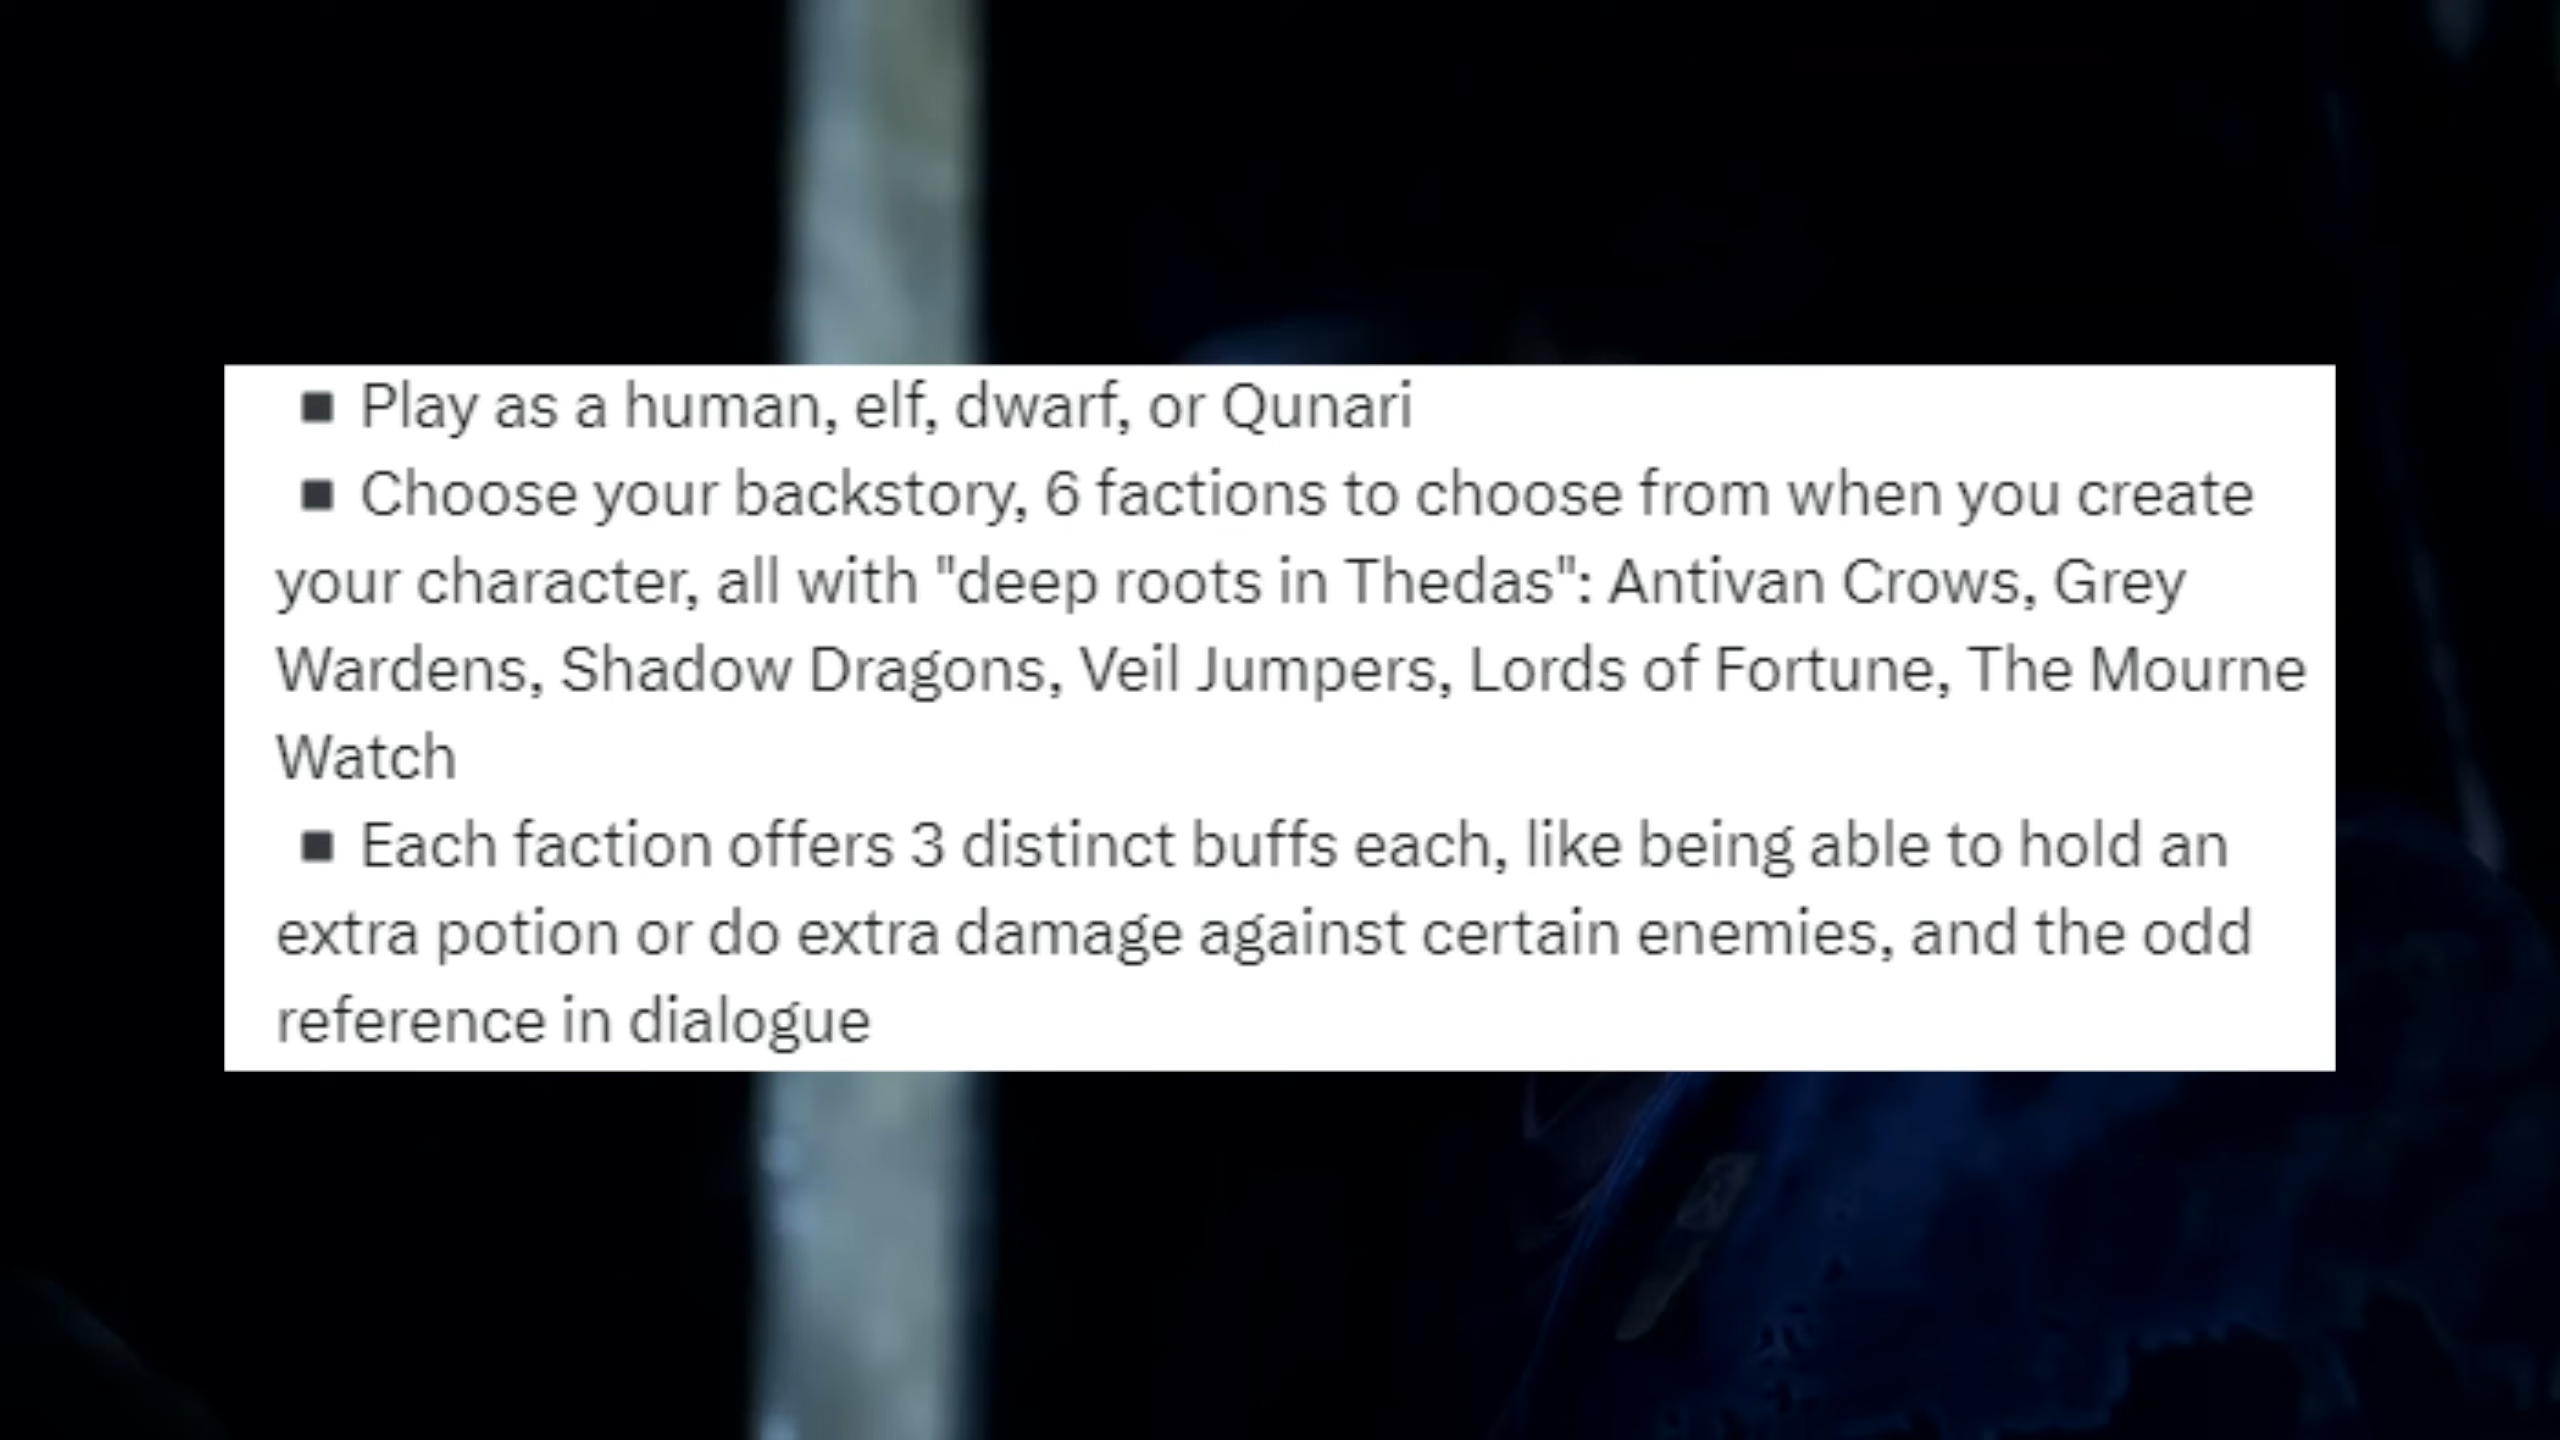 ▪ Play as a human, elf, dwarf, or Qunari
▪ Choose your backstory, 6 factions to choose from when you create
your character, all with "deep roots in Thedas": Antivan Crows, Grey
Wardens, Shadow Dragons, Veil Jumpers, Lords of Fortune, The Mourne
Watch
▪ Each faction offers 3 distinct buffs each, like being able to hold an
extra potion or do extra damage against certain enemies, and the odd
reference in dialogue